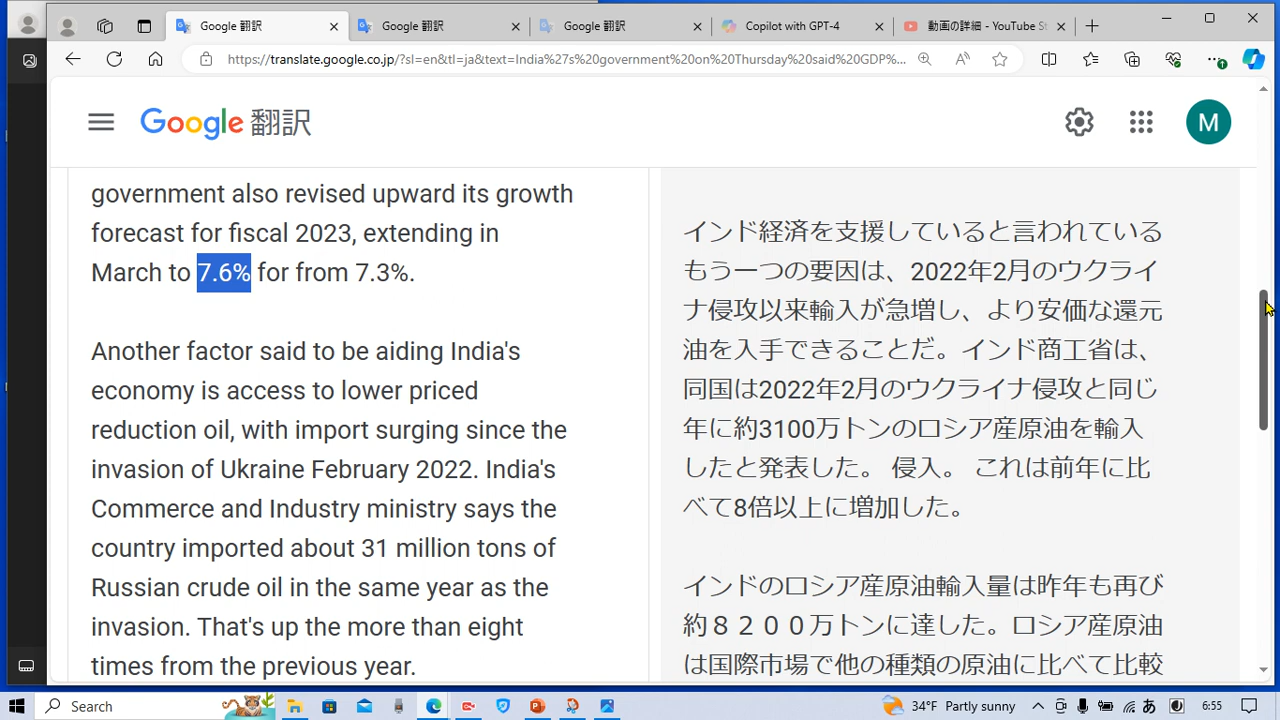 Google 翻訳
Google 翻訳
Google 翻訳
Copilot with GPT-4
動画の詳細 - YouTube St
https://translate.google.co.jp/?sl=en&tl=ja&text=India%27s%20government%20on%20Thursday%20said%20GDP%...
Google 翻訳
M
government also revised upward its growth
forecast for fiscal 2023, extending in
March to 7.6% for from 7.3%.
Another factor said to be aiding India's
economy is access to lower priced
reduction oil, with import surging since the
invasion of Ukraine February 2022. India's
Commerce and Industry ministry says the
country imported about 31 million tons of
Russian crude oil in the same year as the
invasion. That's up the more than eight
times from the previous year.
インド経済を支援していると言われている
もう一つの要因は、2022年2月のウクライ
ナ侵攻以来輸入が急増し、より安価な還元
油を入手できることだ。インド商工省は、
同国は2022年2月のウクライナ侵攻と同じ
年に約3100万トンのロシア産原油を輸入
したと発表した。 侵入。 これは前年に比
べて8倍以上に増加した。
インドのロシア産原油輸入量は昨年も再び
約８２００万トンに達した。ロシア産原油
は国際市場で他の種類の原油に比べて比較
Search
34°F Partly sunny
あ
6:55